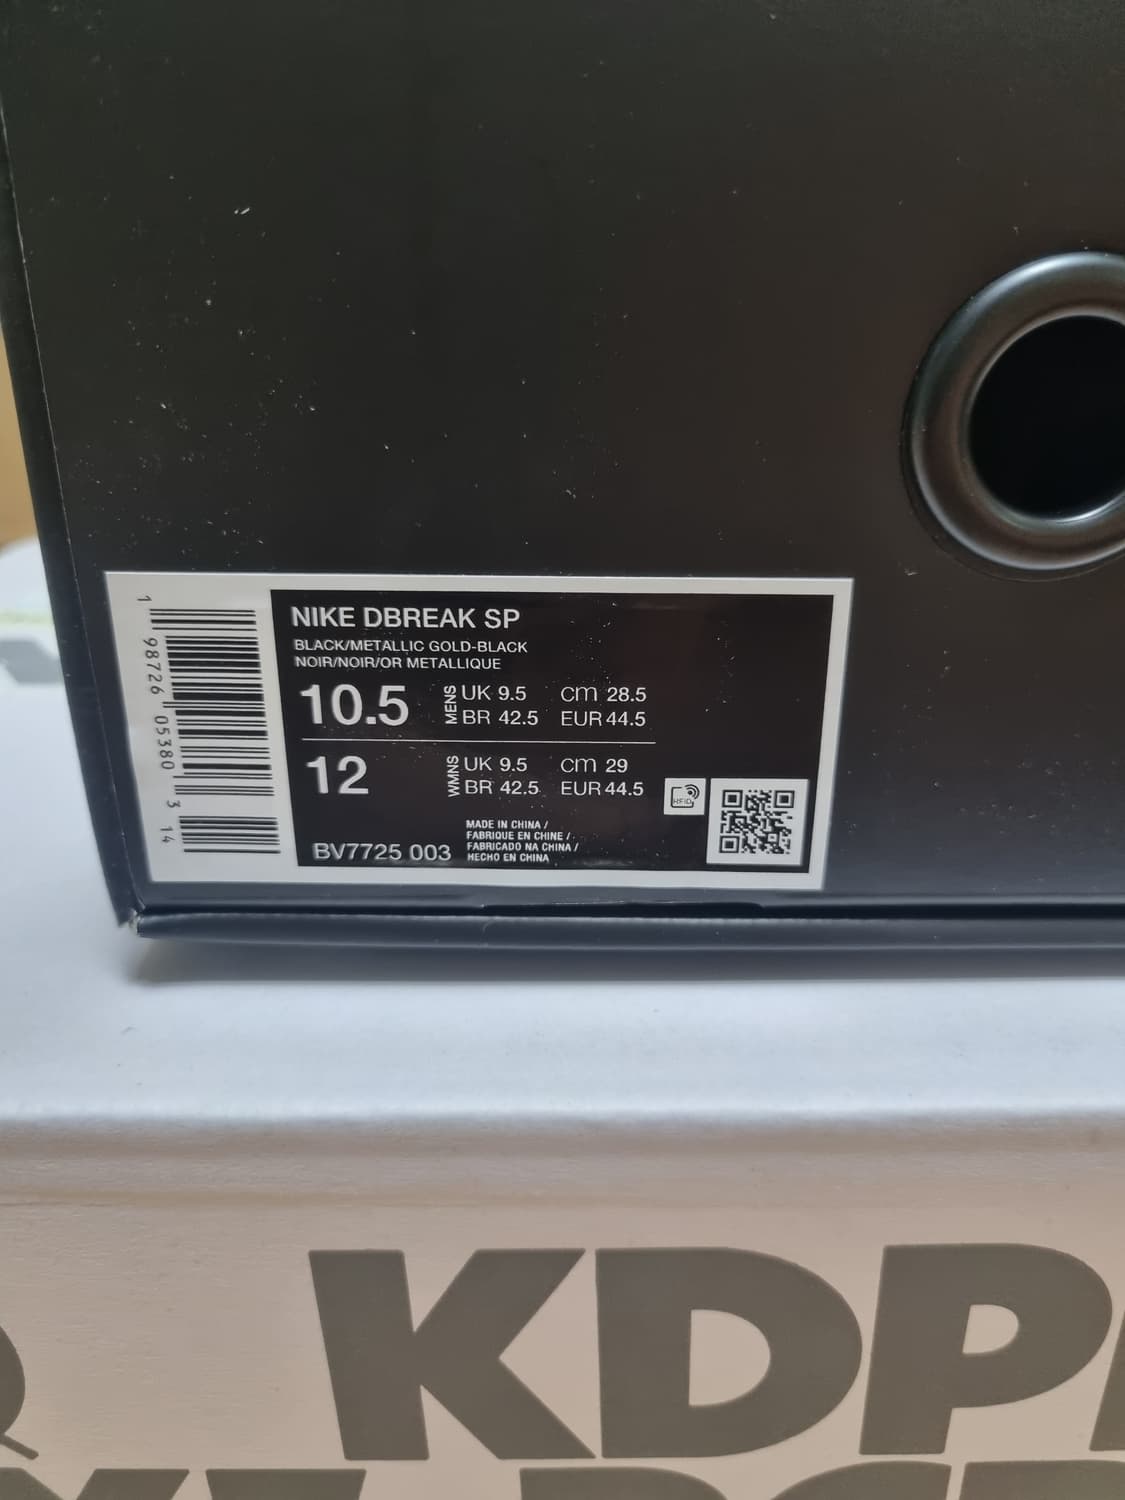 NIKE DBREAK SP
BLACK/METALLIC GOLD-BLACK
NOIR/NOIR/OR METALLIQUE
10.5
MENS
UK 9.5 cm 28.5
BR 42.5 EUR 44.5
12
WMNS
UK 9.5 cm 29
BR 42.5 EUR 44.5
RFID
MADE IN CHINA /
FABRIQUE EN CHINE /
FABRICADO NA CHINA /
HECHO EN CHINA
BV7725 003
1 98726 05380 3 14
KDP